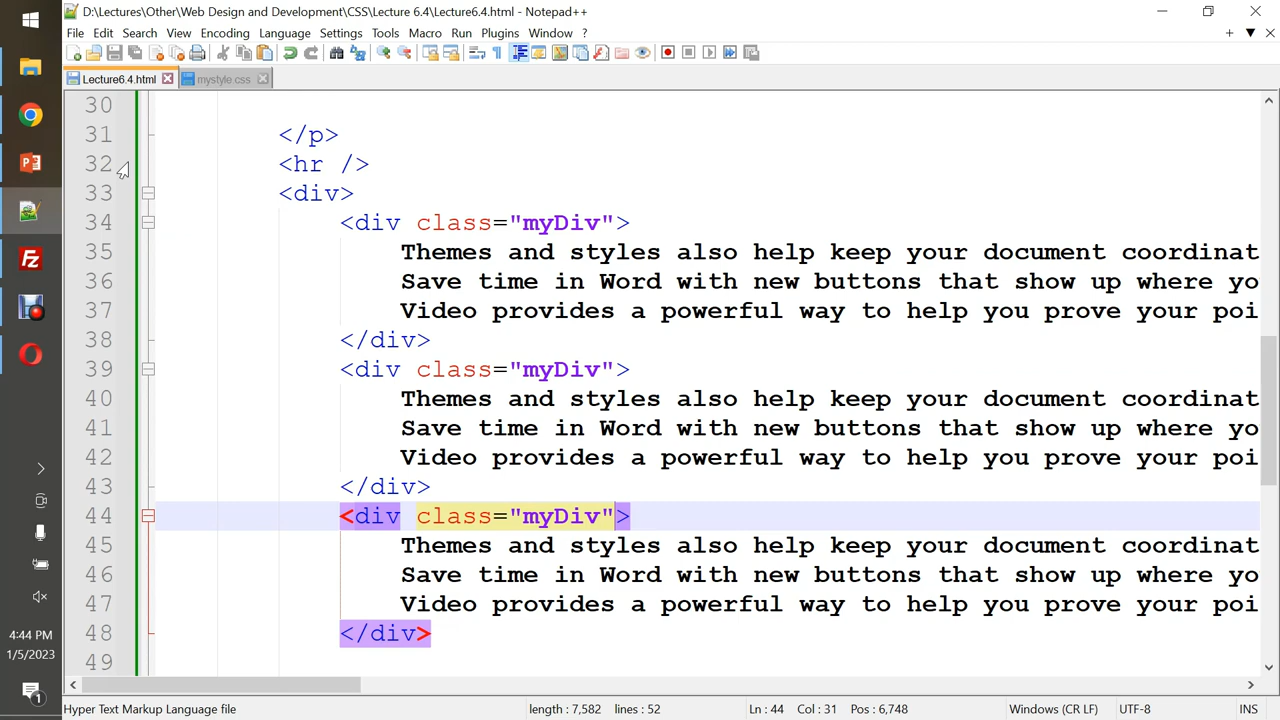 D:\Lectures\Other\Web Design and Development\CSS\Lecture 6.4\Lecture6.4.html - Notepad++
File Edit Search View Encoding Language Settings Tools Macro Run Plugins Window ?
Lecture6.4.html mystyle.css
30
31 </p>
32 <hr />
33 <div>
34 <div class="myDiv">
35 Themes and styles also help keep your document coordinat
36 Save time in Word with new buttons that show up where yo
37 Video provides a powerful way to help you prove your poi
38 </div>
39 <div class="myDiv">
40 Themes and styles also help keep your document coordinat
41 Save time in Word with new buttons that show up where yo
42 Video provides a powerful way to help you prove your poi
43 </div>
44 <div class="myDiv">
45 Themes and styles also help keep your document coordinat
46 Save time in Word with new buttons that show up where yo
47 Video provides a powerful way to help you prove your poi
48 </div>
49
4:44 PM
1/5/2023
1
Hyper Text Markup Language file length : 7,582 lines : 52 Ln : 44 Col : 31 Pos : 6,748 Windows (CR LF) UTF-8 INS